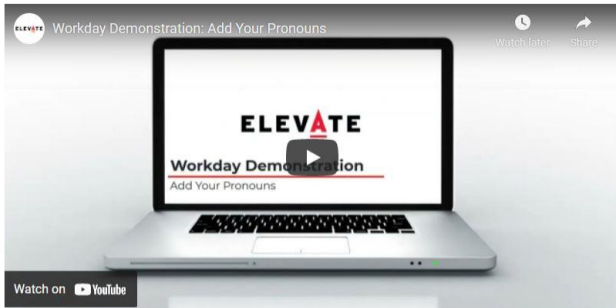 ELEVATE
Workday Demonstration: Add Your Pronouns
Watch later
Share
ELEVATE
Workday Demonstration
Add Your Pronouns
Watch on YouTube